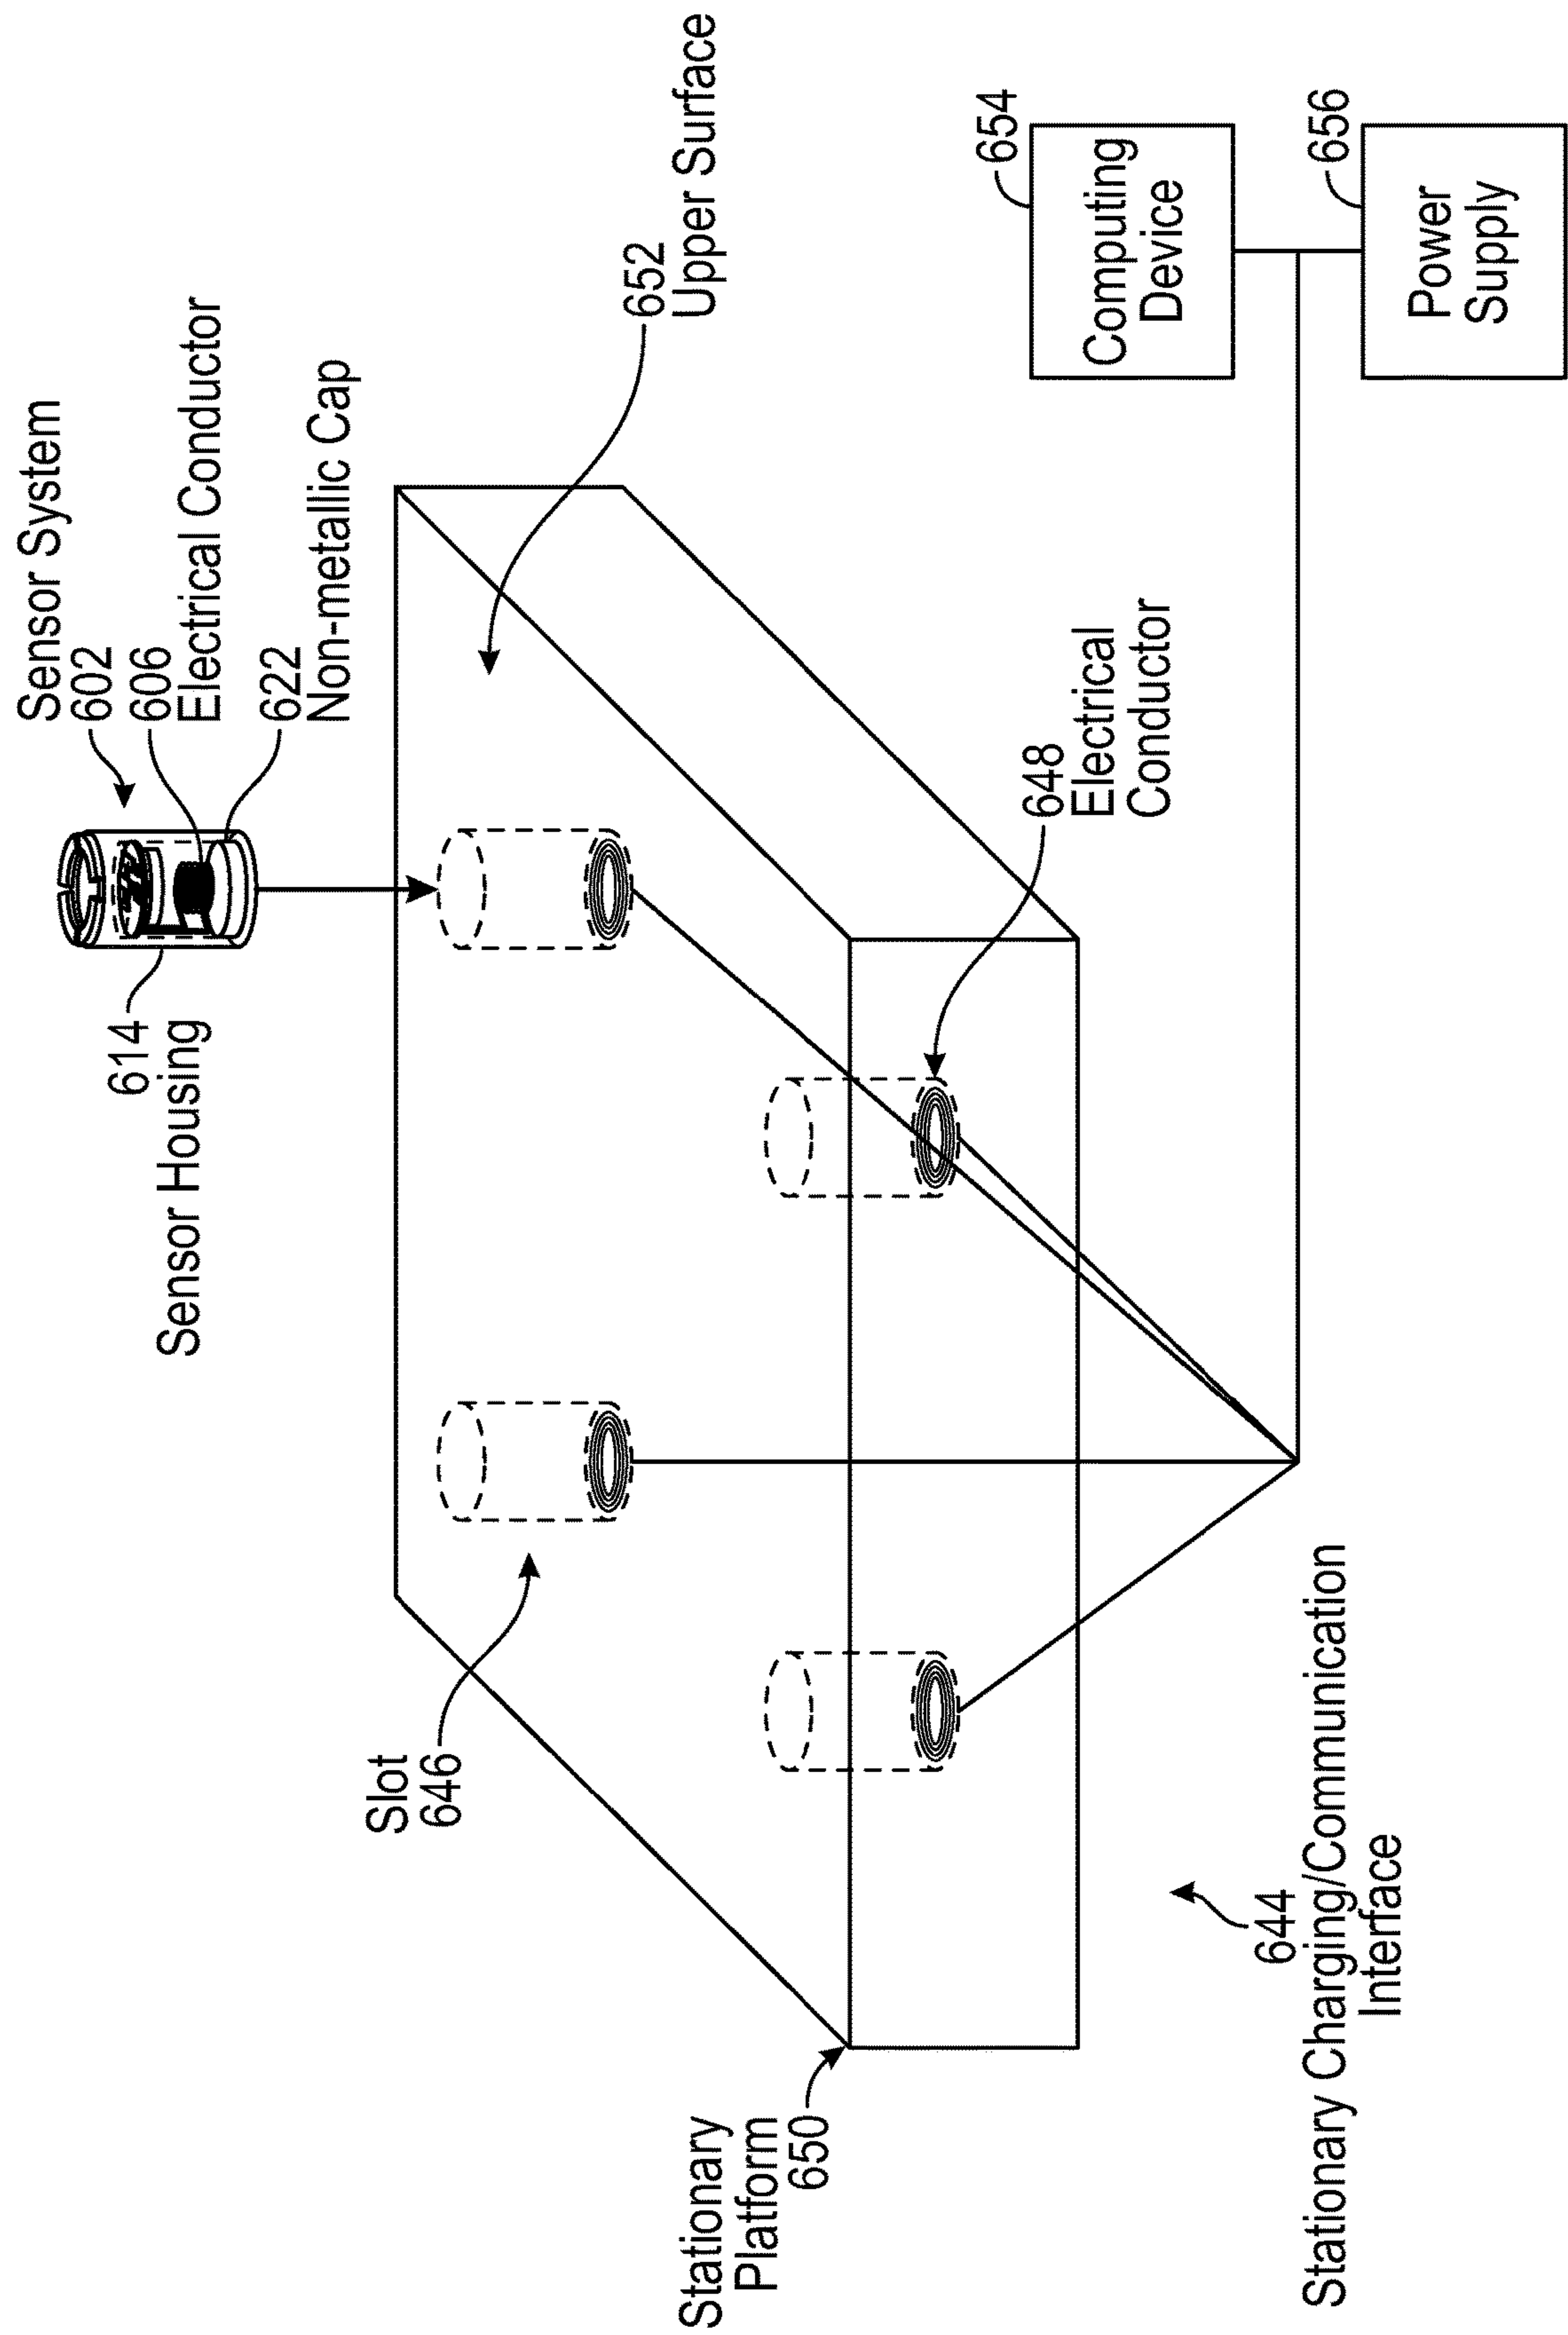 Sensor System
602
606
Electrical Conductor
622
Non-metallic Cap
614
Sensor Housing
652
Upper Surface
Slot
646
648
Electrical
Conductor
Stationary
Platform
650
654
Computing
Device
656
Power
Supply
644
Stationary Charging/Communication
Interface